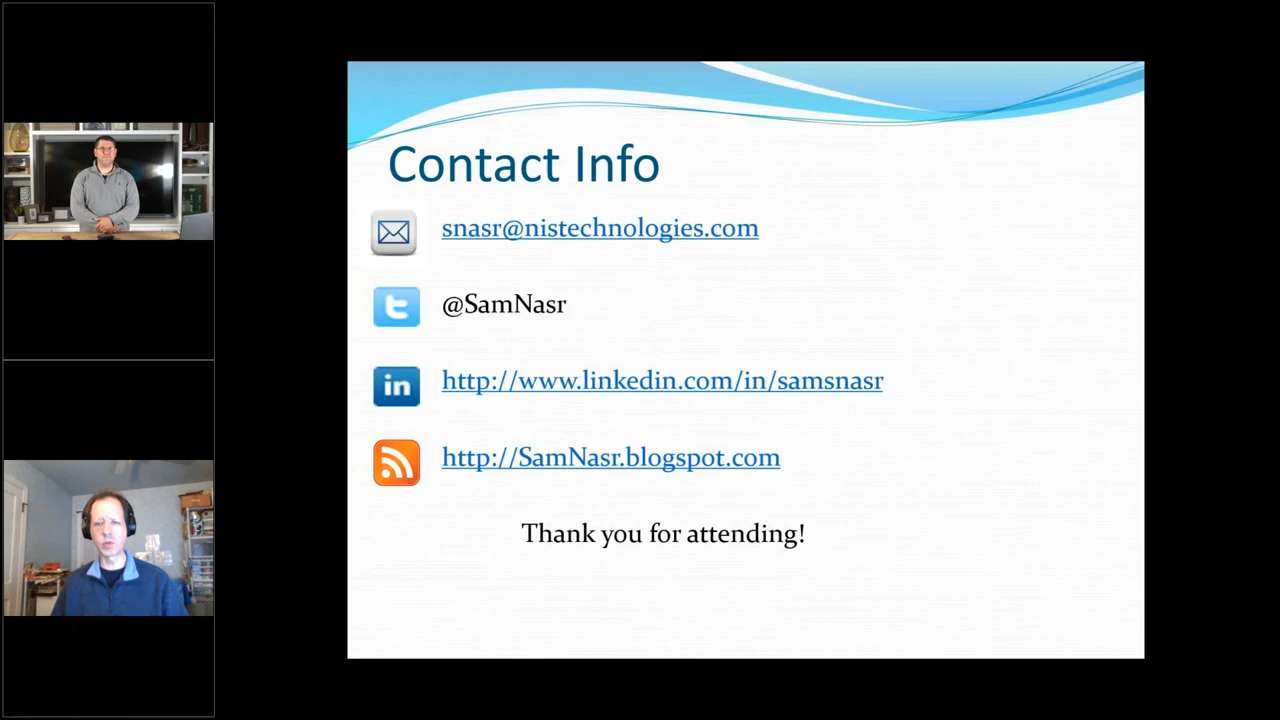 Contact Info
snasr@nistechnologies.com
@SamNasr
http://www.linkedin.com/in/samsnasr
http://SamNasr.blogspot.com
Thank you for attending!